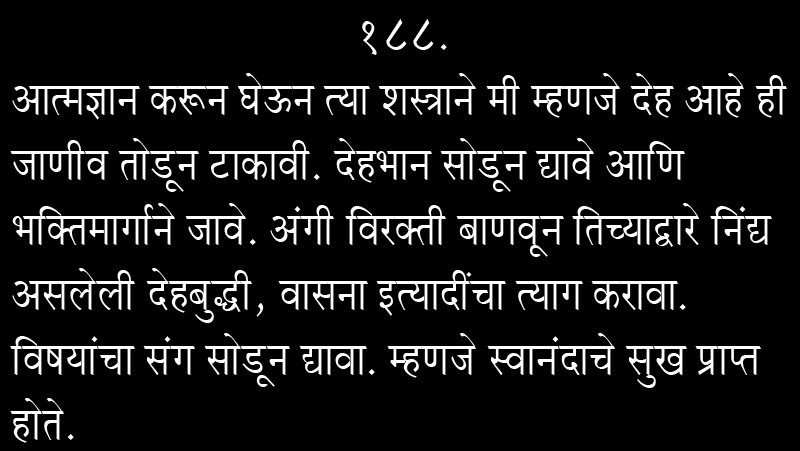 १८८.
आत्मज्ञान करून घेऊन त्या शस्त्राने मी म्हणजे देह आहे ही
जाणीव तोडून टाकावी. देहभान सोडून द्यावे आणि
भक्तिमार्गाने जावे. अंगी विरक्ती बाणवून तिच्याद्वारे निंद्य
असलेली देहबुद्धी, वासना इत्यादींचा त्याग करावा.
विषयांचा संग सोडून द्यावा. म्हणजे स्वानंदाचे सुख प्राप्त
होते.